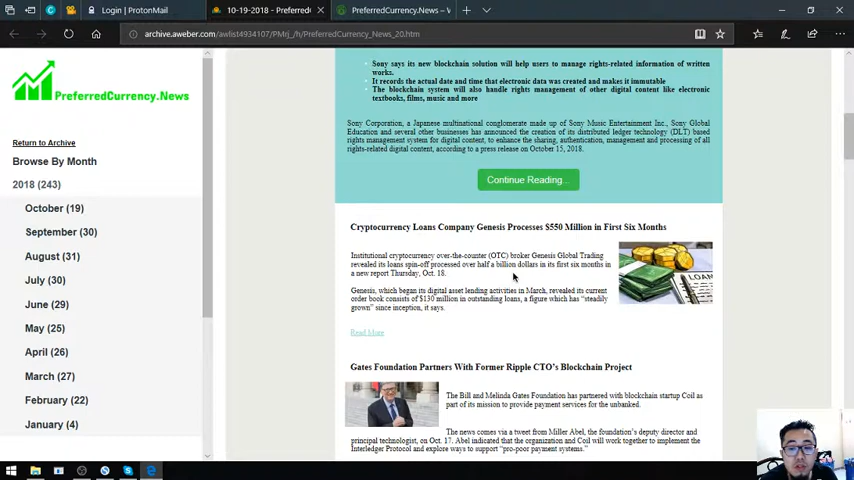 Login | ProtonMail
10-19-2018 - Preferred
PreferredCurrency.News – W
archive.aweber.com/awlist4934107/PMrj_/h/PreferredCurrency_News_20.htm
PreferredCurrency.News
Return to Archive
Browse By Month
2018 (243)
October (19)
September (30)
August (31)
July (30)
June (29)
May (25)
April (26)
March (27)
February (22)
January (4)
Sony says its new blockchain solution will help users to manage rights-related information of written
works.
It records the actual date and time that electronic data was created and makes it immutable
The blockchain system will also handle rights management of other digital content like electronic
textbooks, films, music and more
Sony Corporation, a Japanese multinational conglomerate made up of Sony Music Entertainment Inc., Sony Global
Education and several other businesses has announced the creation of its distributed ledger technology (DLT) based
rights management system for digital content, to enhance the sharing, authentication, management and processing of all
rights-related digital content, according to a press release on October 15, 2018.
Continue Reading...
Cryptocurrency Loans Company Genesis Processes $550 Million in First Six Months
Institutional cryptocurrency over-the-counter (OTC) broker Genesis Global Trading
revealed its loans spin-off processed over half a billion dollars in its first six months in
a new report Thursday, Oct. 18.
Genesis, which began its digital asset lending activities in March, revealed its current
order book consists of $130 million in outstanding loans, a figure which has “steadily
grown” since inception, it says.
LOAN
Read More
Gates Foundation Partners With Former Ripple CTO’s Blockchain Project
The Bill and Melinda Gates Foundation has partnered with blockchain startup Coil as
part of its mission to provide payment services for the unbanked.
The news comes via a tweet from Miller Abel, the foundation’s deputy director and
principal technologist, on Oct. 17. Abel indicated that the organization and Coil will work together to implement the
Interledger Protocol and explore ways to support “pro-poor payment systems.”